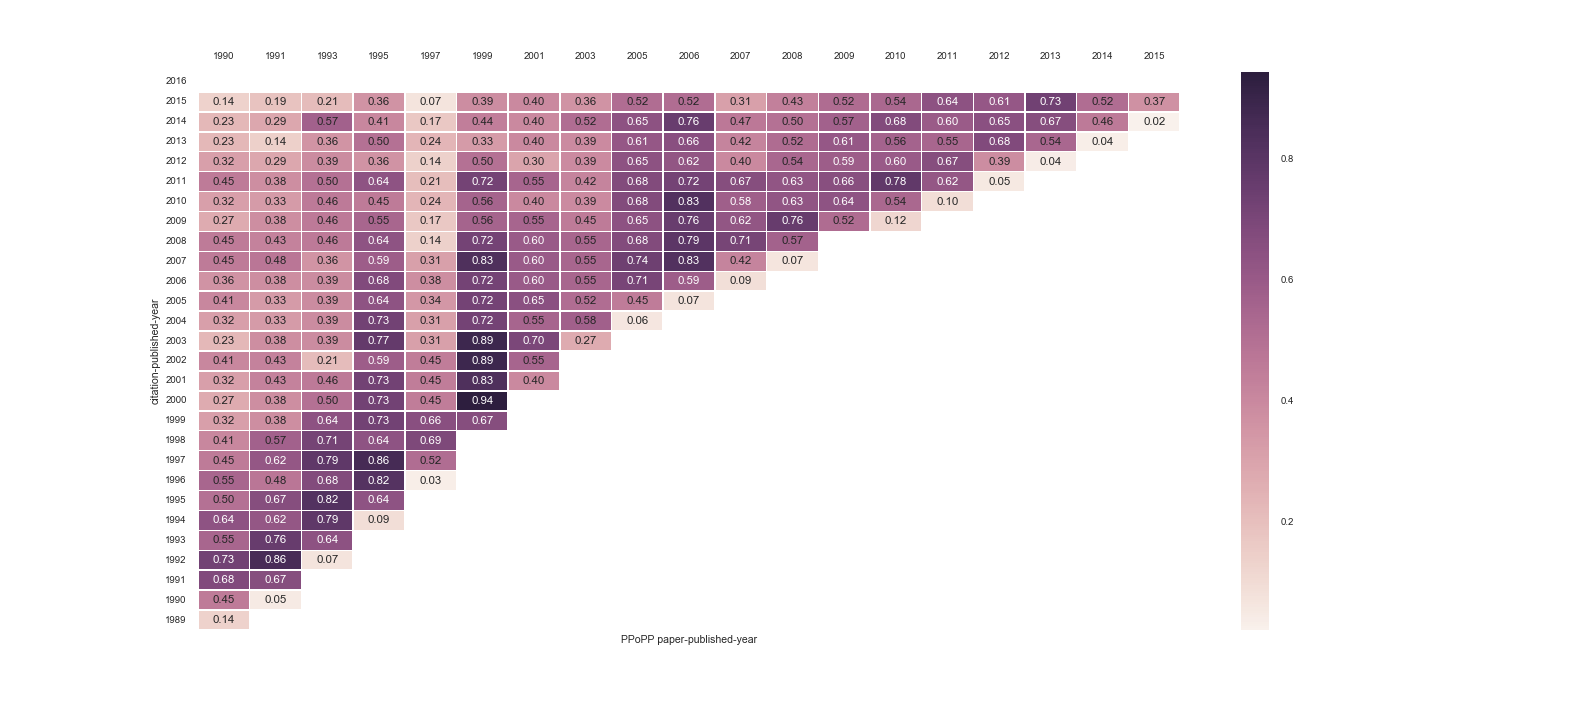 1990 1991 1993 1995 1997 1999 2001 2003 2005 2006 2007 2008 2009 2010 2011 2012 2013 2014 2015
2016
2015 0.14 0.19 0.21 0.36 0.07 0.39 0.40 0.36 0.52 0.52 0.31 0.43 0.52 0.54 0.64 0.61 0.73 0.52 0.37
2014 0.23 0.29 0.57 0.41 0.17 0.44 0.40 0.52 0.65 0.76 0.47 0.50 0.57 0.68 0.60 0.65 0.67 0.46 0.02
2013 0.23 0.14 0.36 0.50 0.24 0.33 0.40 0.39 0.61 0.66 0.42 0.52 0.61 0.56 0.55 0.68 0.54 0.04
2012 0.32 0.29 0.39 0.36 0.14 0.50 0.30 0.39 0.65 0.62 0.40 0.54 0.59 0.60 0.67 0.39 0.04
0.8
2011 0.45 0.38 0.50 0.64 0.21 0.72 0.55 0.42 0.68 0.72 0.67 0.63 0.66 0.78 0.62 0.05
2010 0.32 0.33 0.46 0.45 0.24 0.56 0.40 0.39 0.68 0.83 0.58 0.63 0.64 0.54 0.10
2009 0.27 0.38 0.46 0.55 0.17 0.56 0.55 0.45 0.65 0.76 0.62 0.76 0.52 0.12
2008 0.45 0.43 0.46 0.64 0.14 0.72 0.60 0.55 0.68 0.79 0.71 0.57
2007 0.45 0.48 0.36 0.59 0.31 0.83 0.60 0.55 0.74 0.83 0.42 0.07
2006 0.36 0.38 0.39 0.68 0.38 0.72 0.60 0.55 0.71 0.59 0.09
0.6
2005 0.41 0.33 0.39 0.64 0.34 0.72 0.65 0.52 0.45 0.07
2004 0.32 0.33 0.39 0.73 0.31 0.72 0.55 0.58 0.06
2003 0.23 0.38 0.39 0.77 0.31 0.89 0.70 0.27
citation-published-year
2002 0.41 0.43 0.21 0.59 0.45 0.89 0.55
2001 0.32 0.43 0.46 0.73 0.45 0.83 0.40
2000 0.27 0.38 0.50 0.73 0.45 0.94
0.4
1999 0.32 0.38 0.64 0.73 0.66 0.67
1998 0.41 0.57 0.71 0.64 0.69
1997 0.45 0.62 0.79 0.86 0.52
1996 0.55 0.48 0.68 0.82 0.03
1995 0.50 0.67 0.82 0.64
1994 0.64 0.62 0.79 0.09
0.2
1993 0.55 0.76 0.64
1992 0.73 0.86 0.07
1991 0.68 0.67
1990 0.45 0.05
1989 0.14
PPoPP paper-published-year